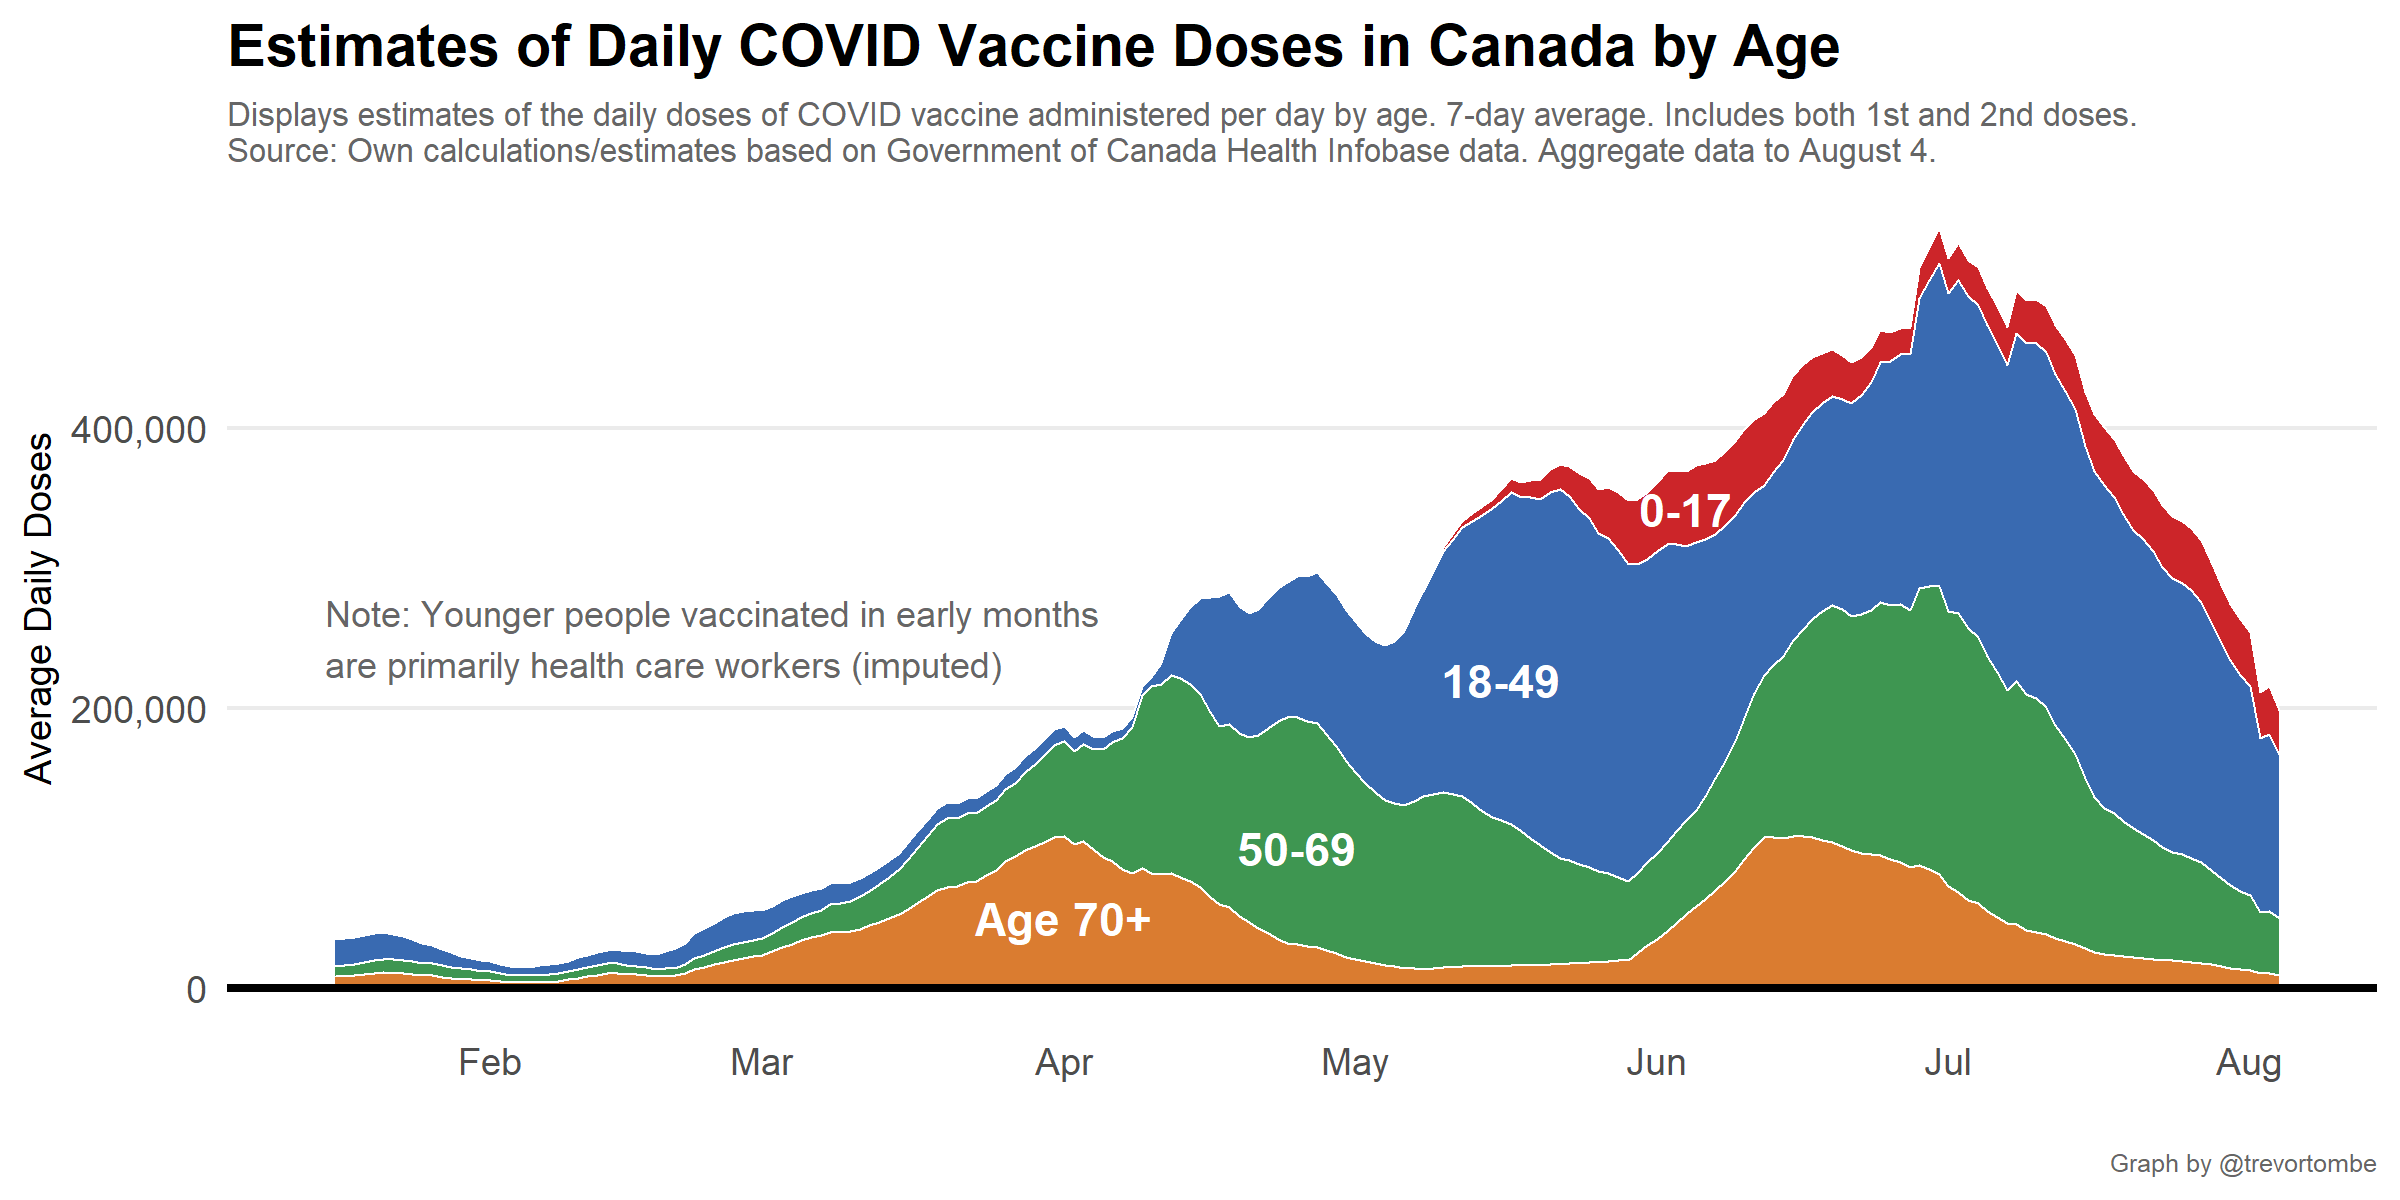 Estimates of Daily COVID Vaccine Doses in Canada by Age
Displays estimates of the daily doses of COVID vaccine administered per day by age. 7-day average. Includes both 1st and 2nd doses.
Source: Own calculations/estimates based on Government of Canada Health Infobase data. Aggregate data to August 4.
Average Daily Doses
400,000
200,000
0
Note: Younger people vaccinated in early months
are primarily health care workers (imputed)
0-17
18-49
50-69
Age 70+
Feb
Mar
Apr
May
Jun
Jul
Aug
Graph by @trevortombe